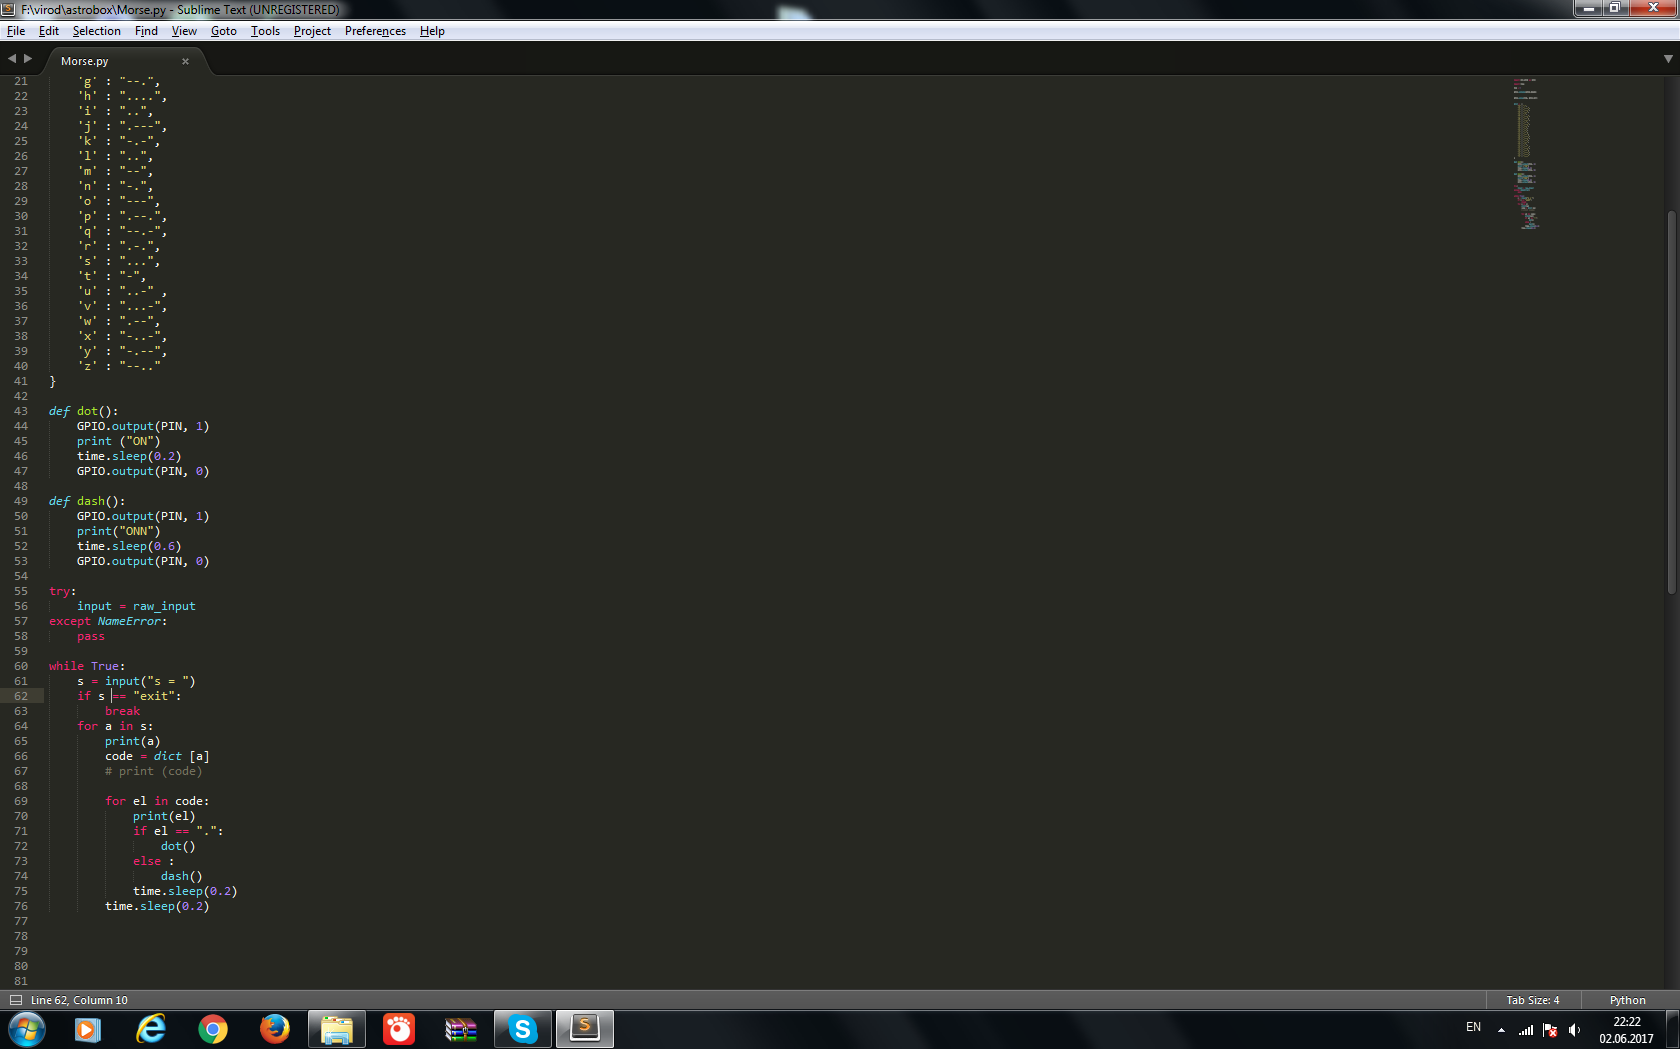 F:\virod\astrobox\Morse.py - Sublime Text (UNREGISTERED)
File Edit Selection Find View Goto Tools Project Preferences Help
Morse.py
21 'g' : "--.",
22 'h' : "....",
23 'i' : "..",
24 'j' : ".---",
25 'k' : "-.-",
26 'l' : "..",
27 'm' : "--",
28 'n' : "-.",
29 'o' : "---",
30 'p' : ".--.",
31 'q' : "--.-",
32 'r' : ".-.",
33 's' : "...",
34 't' : "-",
35 'u' : "..-" ,
36 'v' : "...-",
37 'w' : ".--",
38 'x' : "-..-",
39 'y' : "-.--",
40 'z' : "--.."
41 }
42
43 def dot():
44 GPIO.output(PIN, 1)
45 print ("ON")
46 time.sleep(0.2)
47 GPIO.output(PIN, 0)
48
49 def dash():
50 GPIO.output(PIN, 1)
51 print("ONN")
52 time.sleep(0.6)
53 GPIO.output(PIN, 0)
54
55 try:
56 input = raw_input
57 except NameError:
58 pass
59
60 while True:
61 s = input("s = ")
62 if s == "exit":
63 break
64 for a in s:
65 print(a)
66 code = dict [a]
67 # print (code)
68
69 for el in code:
70 print(el)
71 if el == ".":
72 dot()
73 else :
74 dash()
75 time.sleep(0.2)
76 time.sleep(0.2)
77
78
79
80
81
Line 62, Column 10 Tab Size: 4 Python
EN 22:22
02.06.2017